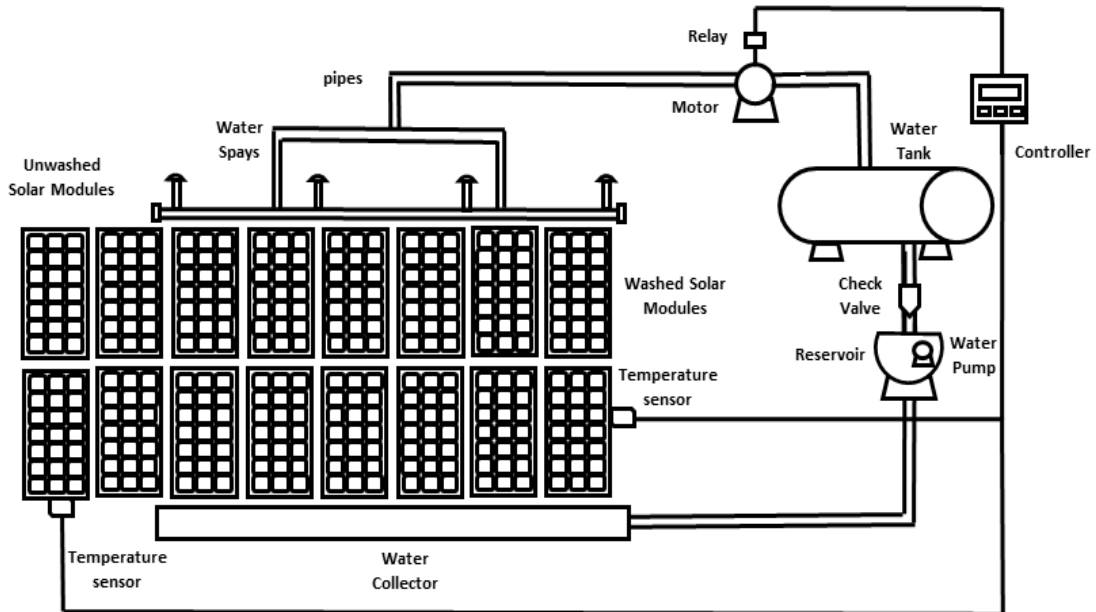 Relay
pipes
Motor
Water
Spays
Water
Tank
Controller
Unwashed
Solar Modules
Washed Solar
Modules
Check
Valve
Reservoir
Water
Pump
Temperature
sensor
Temperature
sensor
Water
Collector